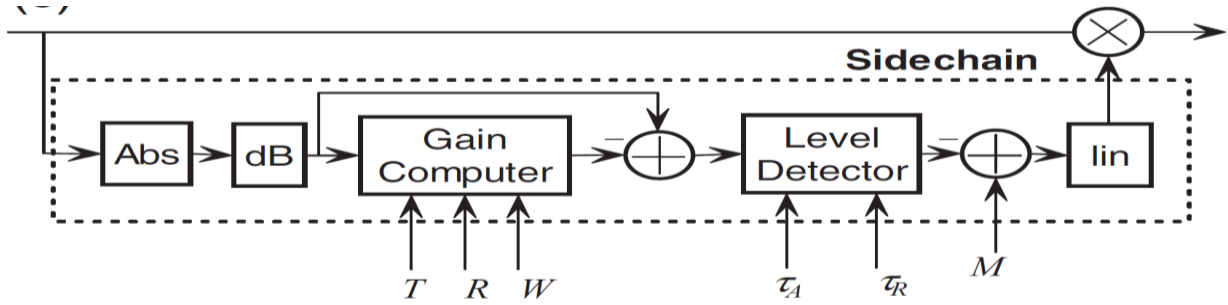 Sidechain
Abs
dB
Gain
Computer
−
Level
Detector
−
lin
T R W
τA
τR
M